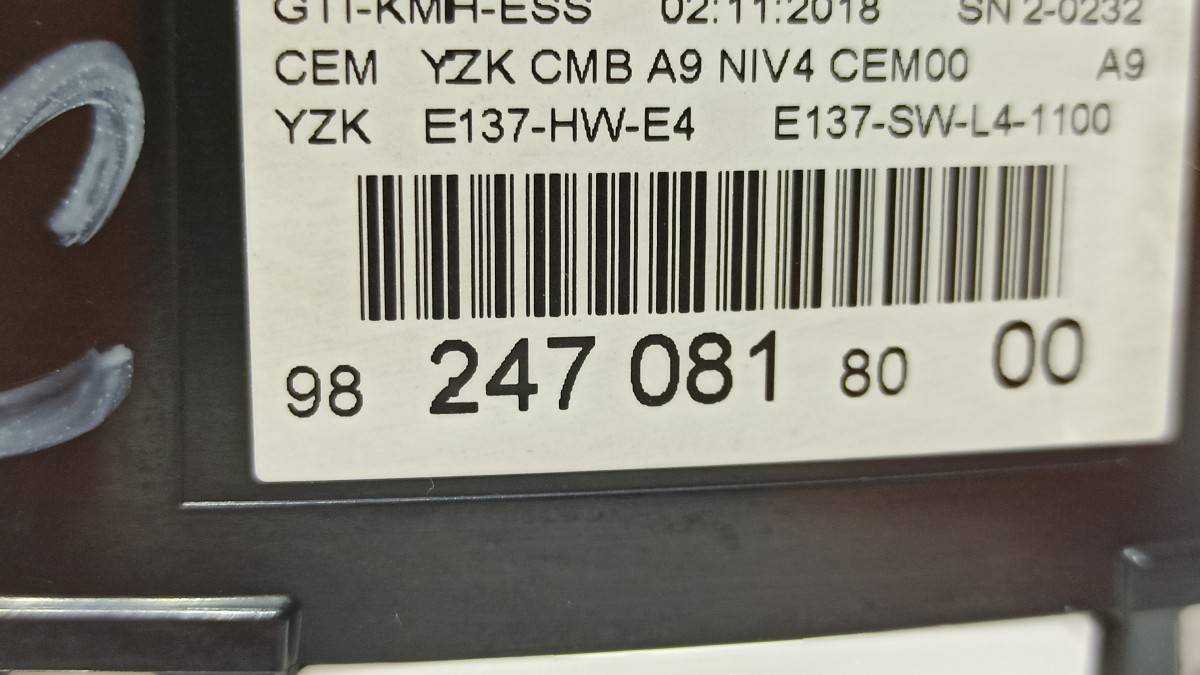 GTI-KMH-ESS 02:11:2018 SN 2-0232
CEM YZK CMB A9 NIV4 CEM00 A9
YZK E137-HW-E4 E137-SW-L4-1100
98 247 081 80 00